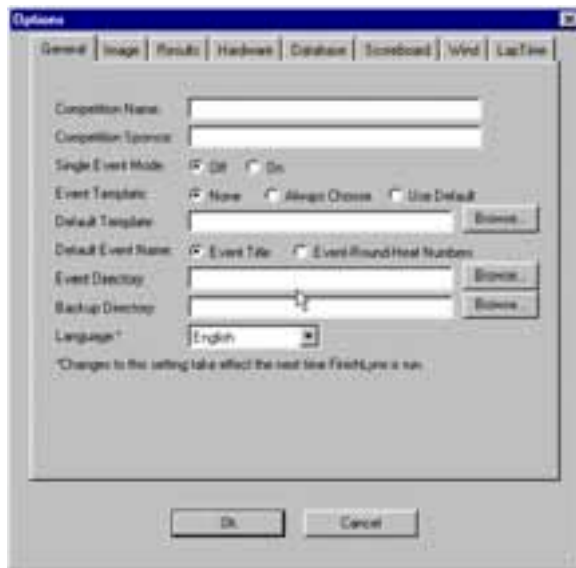 Options
General Image Results Hardware Database Scoreboard Wind LapTime
Competition Name:
Competition Sponsor:
Single Event Mode: Off On
Event Template: None Always Choose Use Default
Default Template: Browse...
Default Event Name: Event Title Event-Round-Heat Numbers
Event Directory: Browse...
Backup Directory: Browse...
Language:* English
*Changes to this setting take effect the next time FinishLynx is run.
Ok Cancel